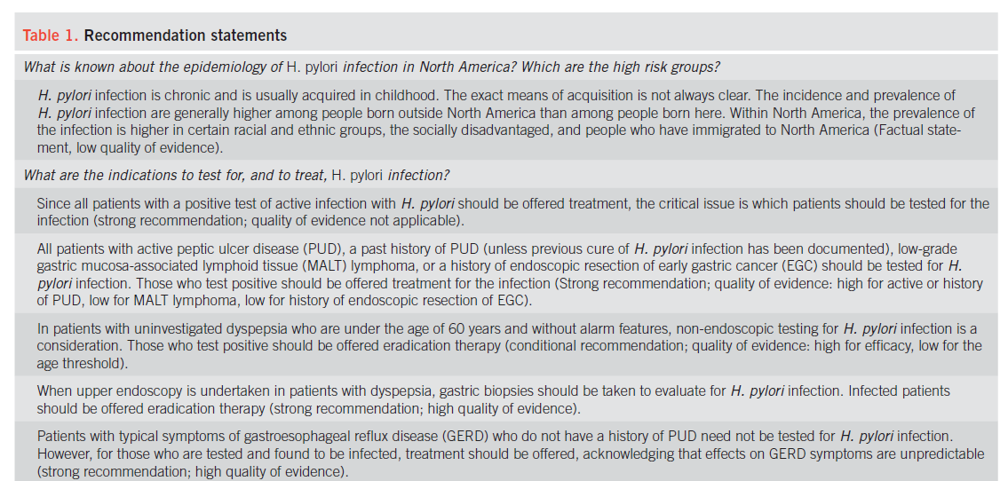 Table 1. Recommendation statements
What is known about the epidemiology of H. pylori infection in North America? Which are the high risk groups?
H. pylori infection is chronic and is usually acquired in childhood. The exact means of acquisition is not always clear. The incidence and prevalence of
H. pylori infection are generally higher among people born outside North America than among people born here. Within North America, the prevalence of
the infection is higher in certain racial and ethnic groups, the socially disadvantaged, and people who have immigrated to North America (Factual state-
ment, low quality of evidence).
What are the indications to test for, and to treat, H. pylori infection?
Since all patients with a positive test of active infection with H. pylori should be offered treatment, the critical issue is which patients should be tested for the
infection (strong recommendation; quality of evidence not applicable).
All patients with active peptic ulcer disease (PUD), a past history of PUD (unless previous cure of H. pylori infection has been documented), low-grade
gastric mucosa-associated lymphoid tissue (MALT) lymphoma, or a history of endoscopic resection of early gastric cancer (EGC) should be tested for H.
pylori infection. Those who test positive should be offered treatment for the infection (Strong recommendation; quality of evidence: high for active or history
of PUD, low for MALT lymphoma, low for history of endoscopic resection of EGC).
In patients with uninvestigated dyspepsia who are under the age of 60 years and without alarm features, non-endoscopic testing for H. pylori infection is a
consideration. Those who test positive should be offered eradication therapy (conditional recommendation; quality of evidence: high for efficacy, low for the
age threshold).
When upper endoscopy is undertaken in patients with dyspepsia, gastric biopsies should be taken to evaluate for H. pylori infection. Infected patients
should be offered eradication therapy (strong recommendation; high quality of evidence).
Patients with typical symptoms of gastroesophageal reflux disease (GERD) who do not have a history of PUD need not be tested for H. pylori infection.
However, for those who are tested and found to be infected, treatment should be offered, acknowledging that effects on GERD symptoms are unpredictable
(strong recommendation; high quality of evidence).